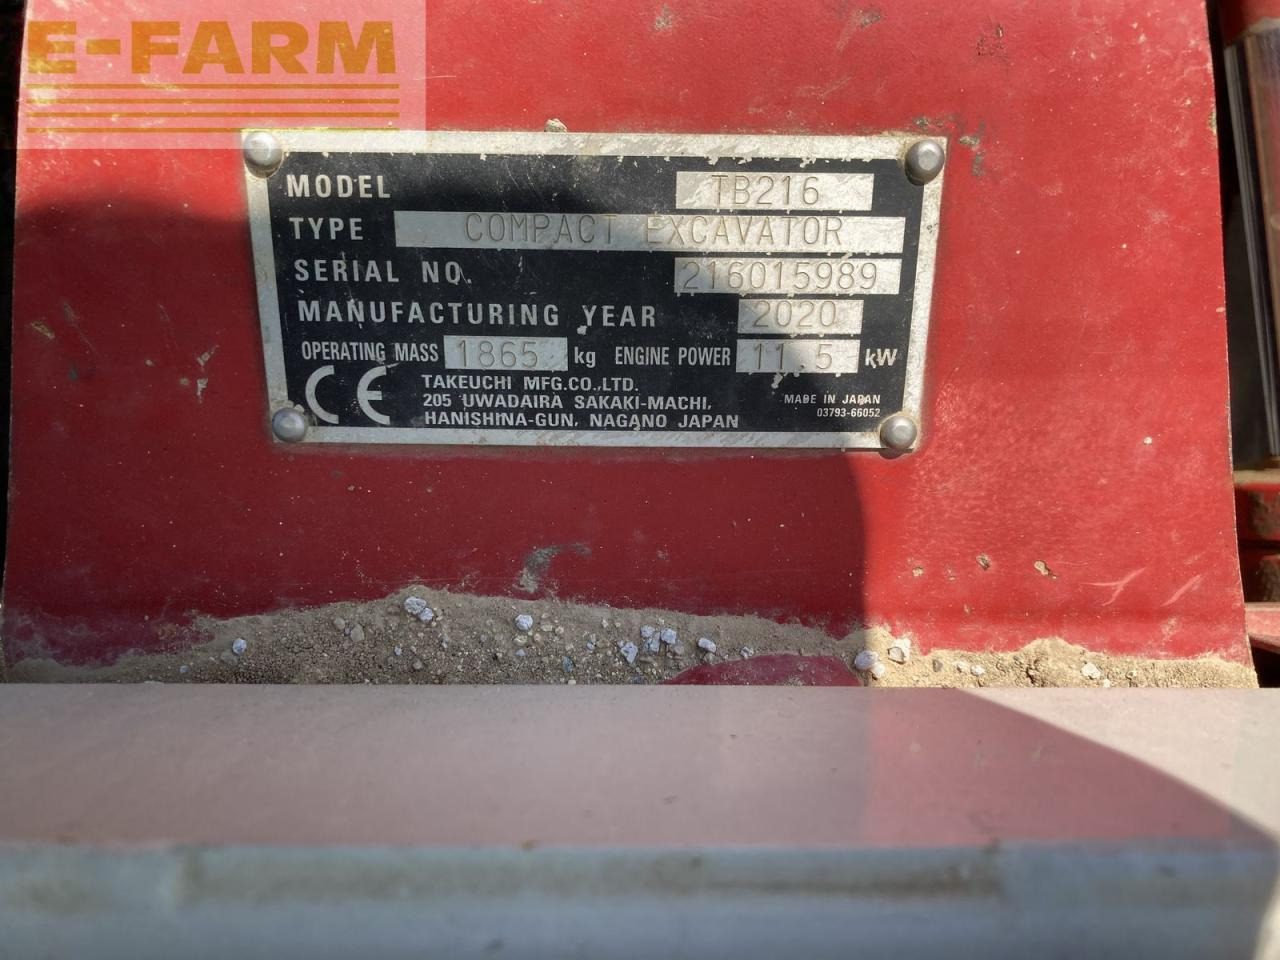 E-FARM
MODEL TB216
TYPE COMPACT EXCAVATOR
SERIAL NO. 216015989
MANUFACTURING YEAR 2020
OPERATING MASS 1865 kg ENGINE POWER 11.5 kW
CE TAKEUCHI MFG.CO.,LTD.
205 UWADAIRA SAKAKI-MACHI, MADE IN JAPAN
HANISHINA-GUN, NAGANO JAPAN 03793-66052